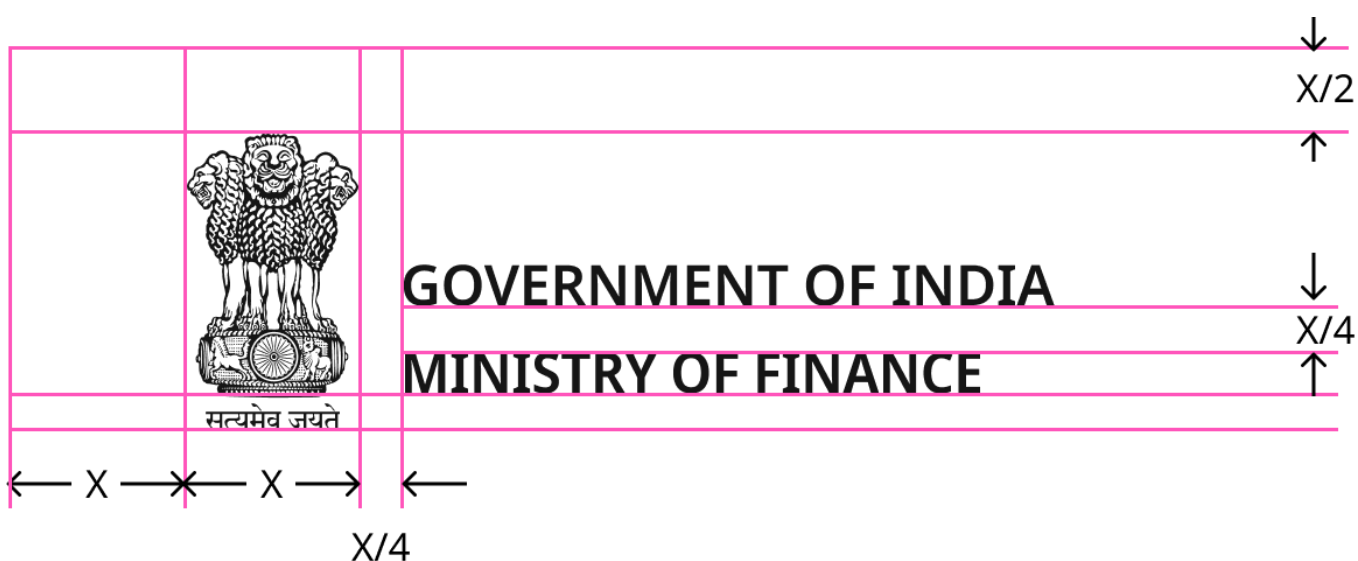 X/2
GOVERNMENT OF INDIA
X/4
MINISTRY OF FINANCE
सत्यमेव जयते
X X
X/4